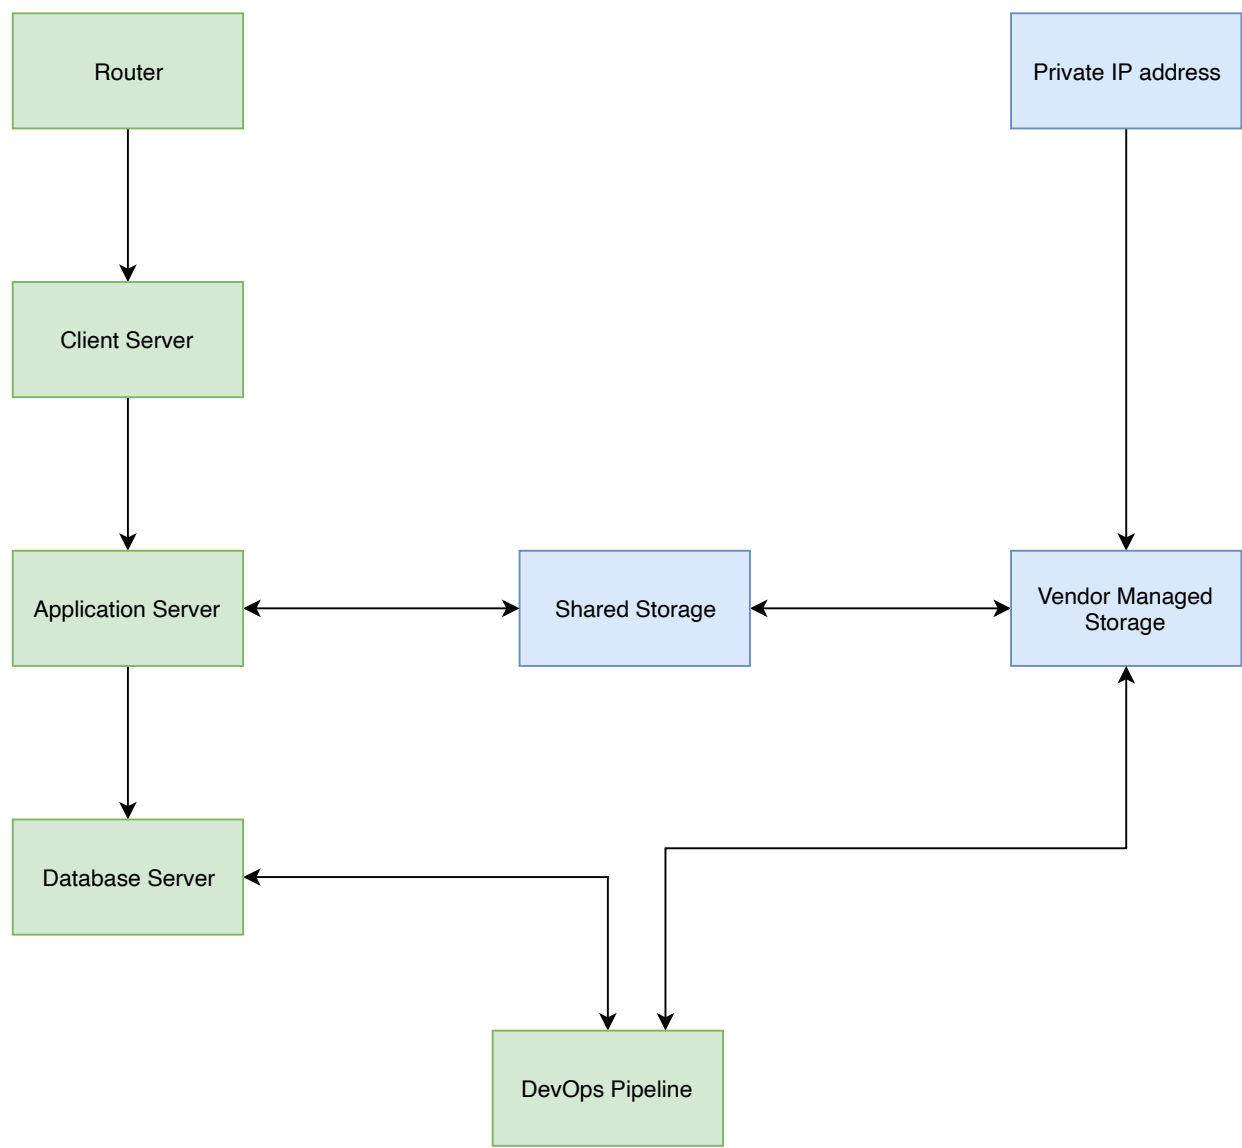 Router
Private IP address
Client Server
Application Server
Shared Storage
Vendor Managed
Storage
Database Server
DevOps Pipeline